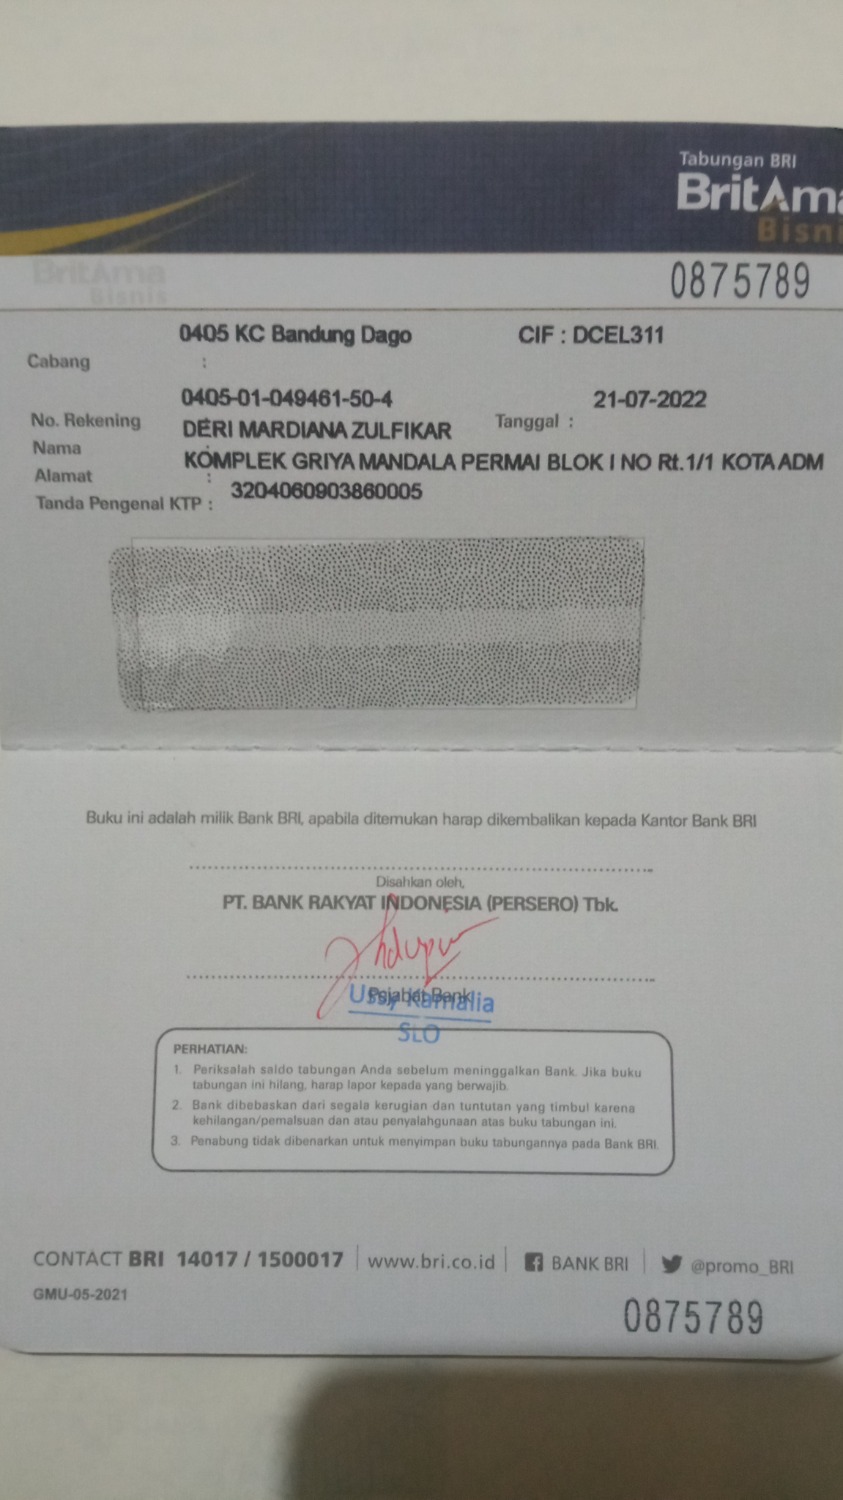 Tabungan BRI
BritAma
Bisnis
BritAma
Bisnis
0875789
0405 KC Bandung Dago CIF : DCEL311
Cabang :
0405-01-049461-50-4 21-07-2022
No. Rekening Tanggal :
DERI MARDIANA ZULFIKAR
Nama :
KOMPLEK GRIYA MANDALA PERMAI BLOK I NO Rt.1/1 KOTA ADM
Alamat :
3204060903860005
Tanda Pengenal KTP :
Buku ini adalah milik Bank BRI, apabila ditemukan harap dikembalikan kepada Kantor Bank BRI
Disahkan oleh,
PT. BANK RAKYAT INDONESIA (PERSERO) Tbk.
Pejabat Bank
Kamalia
SLO
PERHATIAN:
1. Periksalah saldo tabungan Anda sebelum meninggalkan Bank. Jika buku
tabungan ini hilang, harap lapor kepada yang berwajib.
2. Bank dibebaskan dari segala kerugian dan tuntutan yang timbul karena
kehilangan/pemalsuan dan atau penyalahgunaan atas buku tabungan ini.
3. Penabung tidak dibenarkan untuk menyimpan buku tabungannya pada Bank BRI.
CONTACT BRI 14017 / 1500017 | www.bri.co.id | BANK BRI | @promo_BRI
GMU-05-2021
0875789